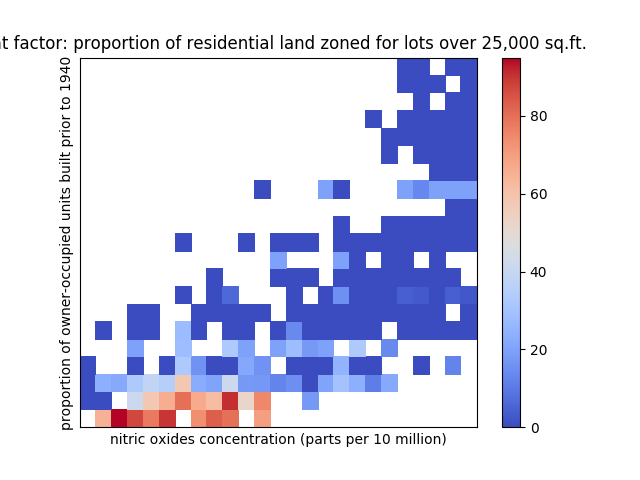 factor: proportion of residential land zoned for lots over 25,000 sq.ft.
proportion of owner-occupied units built prior to 1940
80
60
40
20
0
nitric oxides concentration (parts per 10 million)